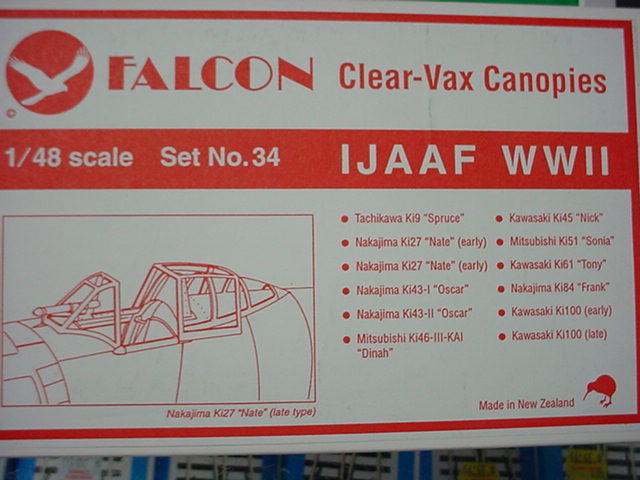 ©
FALCON Clear-Vax Canopies
1/48 scale Set No. 34 IJAAF WWII
• Tachikawa Ki9 "Spruce"
• Nakajima Ki27 "Nate" (early)
• Nakajima Ki27 "Nate" (early)
• Nakajima Ki43-I "Oscar"
• Nakajima Ki43-II "Oscar"
• Mitsubishi Ki46-III-KAI
"Dinah"
• Kawasaki Ki45 "Nick"
• Mitsubishi Ki51 "Sonia"
• Kawasaki Ki61 "Tony"
• Nakajima Ki84 "Frank"
• Kawasaki Ki100 (early)
• Kawasaki Ki100 (late)
Nakajima Ki27 "Nate" (late type)
Made in New Zealand